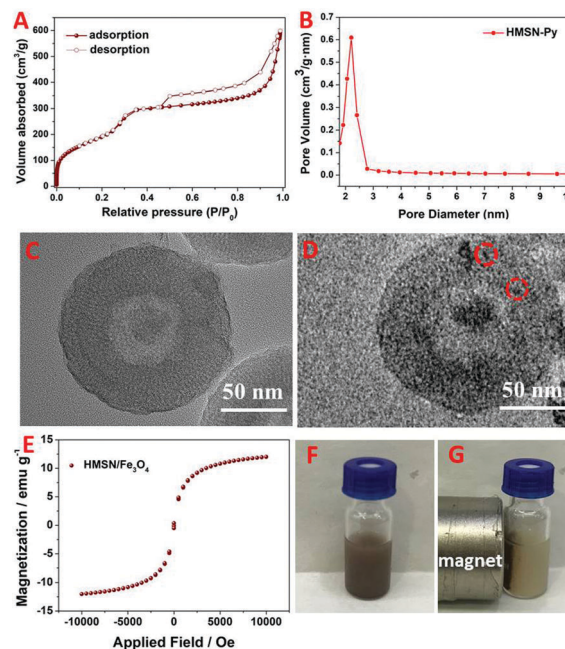 A
adsorption
desorption
Volume absorbed (cm³/g)
600
500
400
300
200
100
0
0.0 0.2 0.4 0.6 0.8 1.0
Relative pressure (P/P₀)
B
HMSN-Py
Pore Volume (cm³/g·nm)
0.7
0.6
0.5
0.4
0.3
0.2
0.1
0.0
2 3 4 5 6 7 8 9
Pore Diameter (nm)
C
50 nm
D
50 nm
E
HMSN/Fe₃O₄
Magnetization / emu g⁻¹
15
10
5
0
-5
-10
-15
-10000 -5000 0 5000 10000
Applied Field / Oe
F
G
magnet